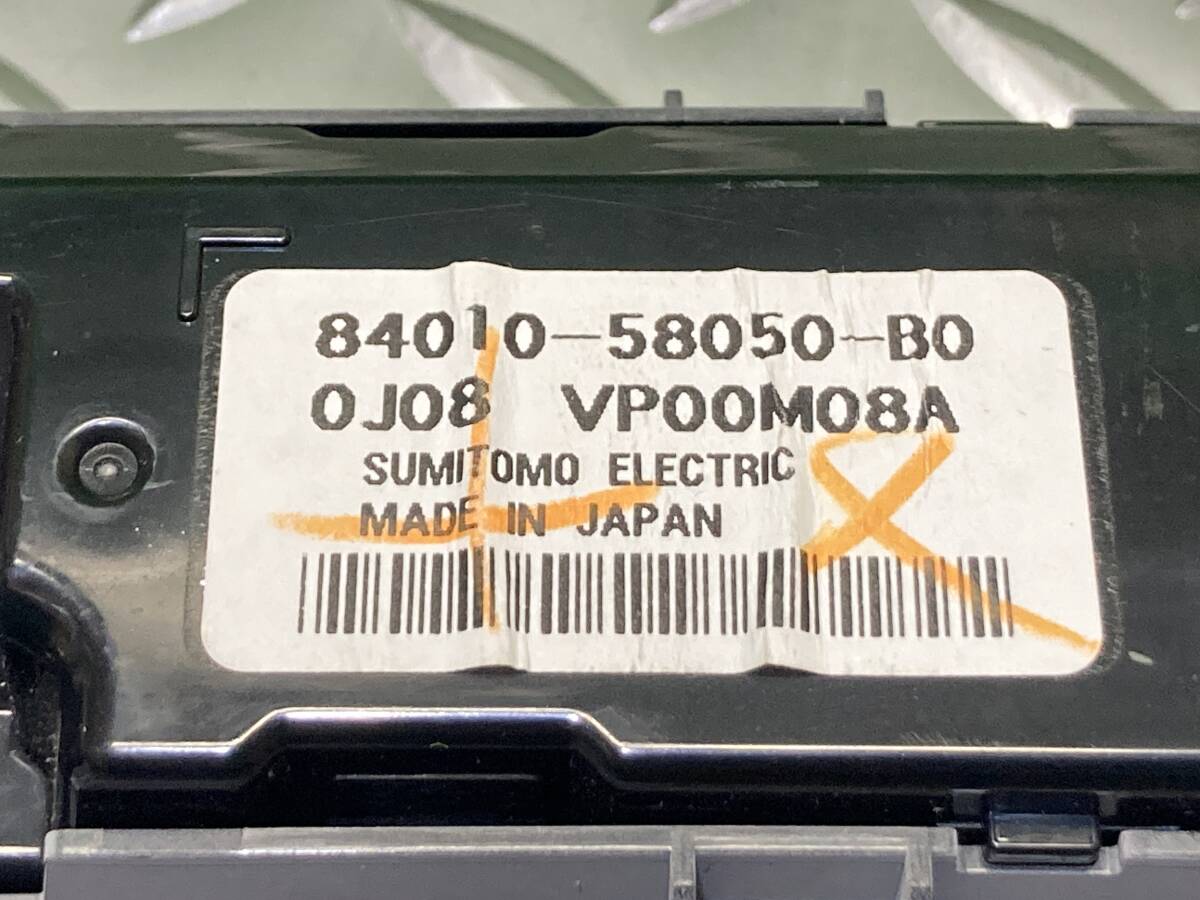 84010-58050-B0
0J08 VP00M08A
SUMITOMO ELECTRIC
MADE IN JAPAN